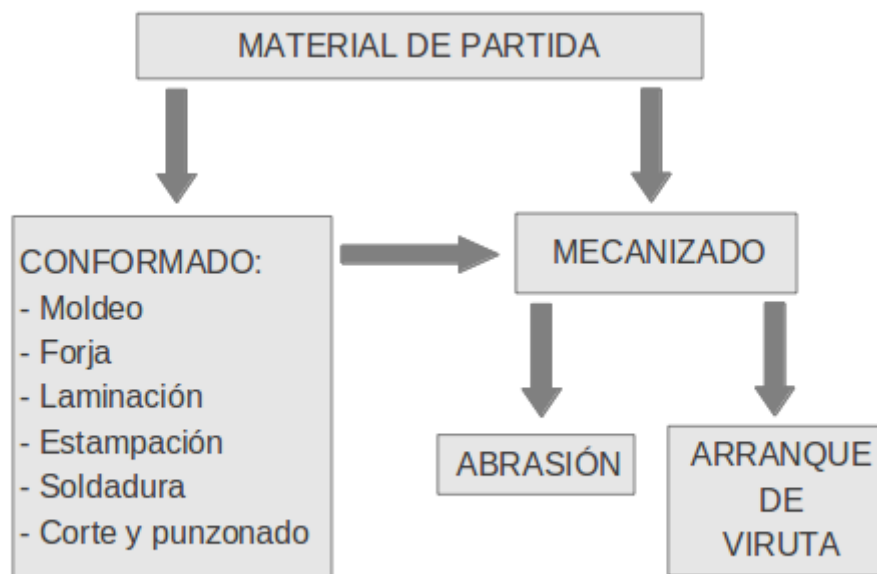 MATERIAL DE PARTIDA
CONFORMADO:
- Moldeo
- Forja
- Laminación
- Estampación
- Soldadura
- Corte y punzonado
MECANIZADO
ABRASIÓN
ARRANQUE
DE
VIRUTA